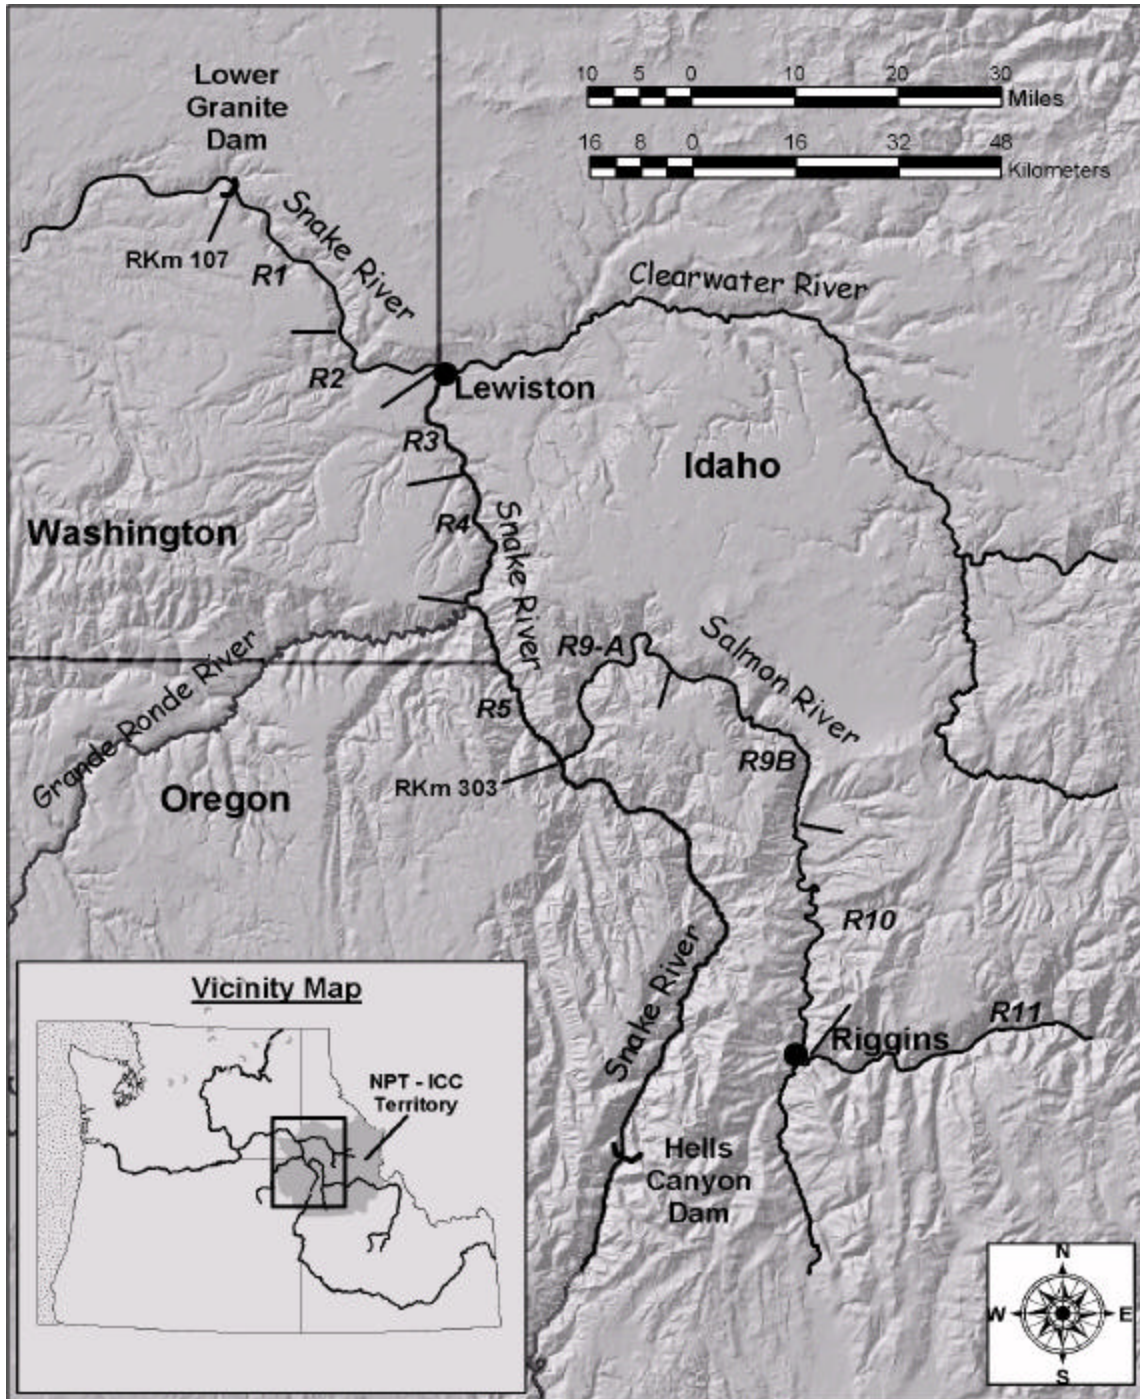 Lower
Granite
Dam
10 5 0 10 20 30
Miles
16 8 0 16 32 48
Kilometers
Snake River
RKm 107
R1
Clearwater River
R2
Lewiston
R3
Idaho
Snake River
R4
Washington
R9-A
Salmon River
Grande Ronde River
R5
R9B
RKm 303
Oregon
R10
Snake River
R11
Riggins
Hells
Canyon
Dam
Vicinity Map
NPT - ICC
Territory
N
W E
S